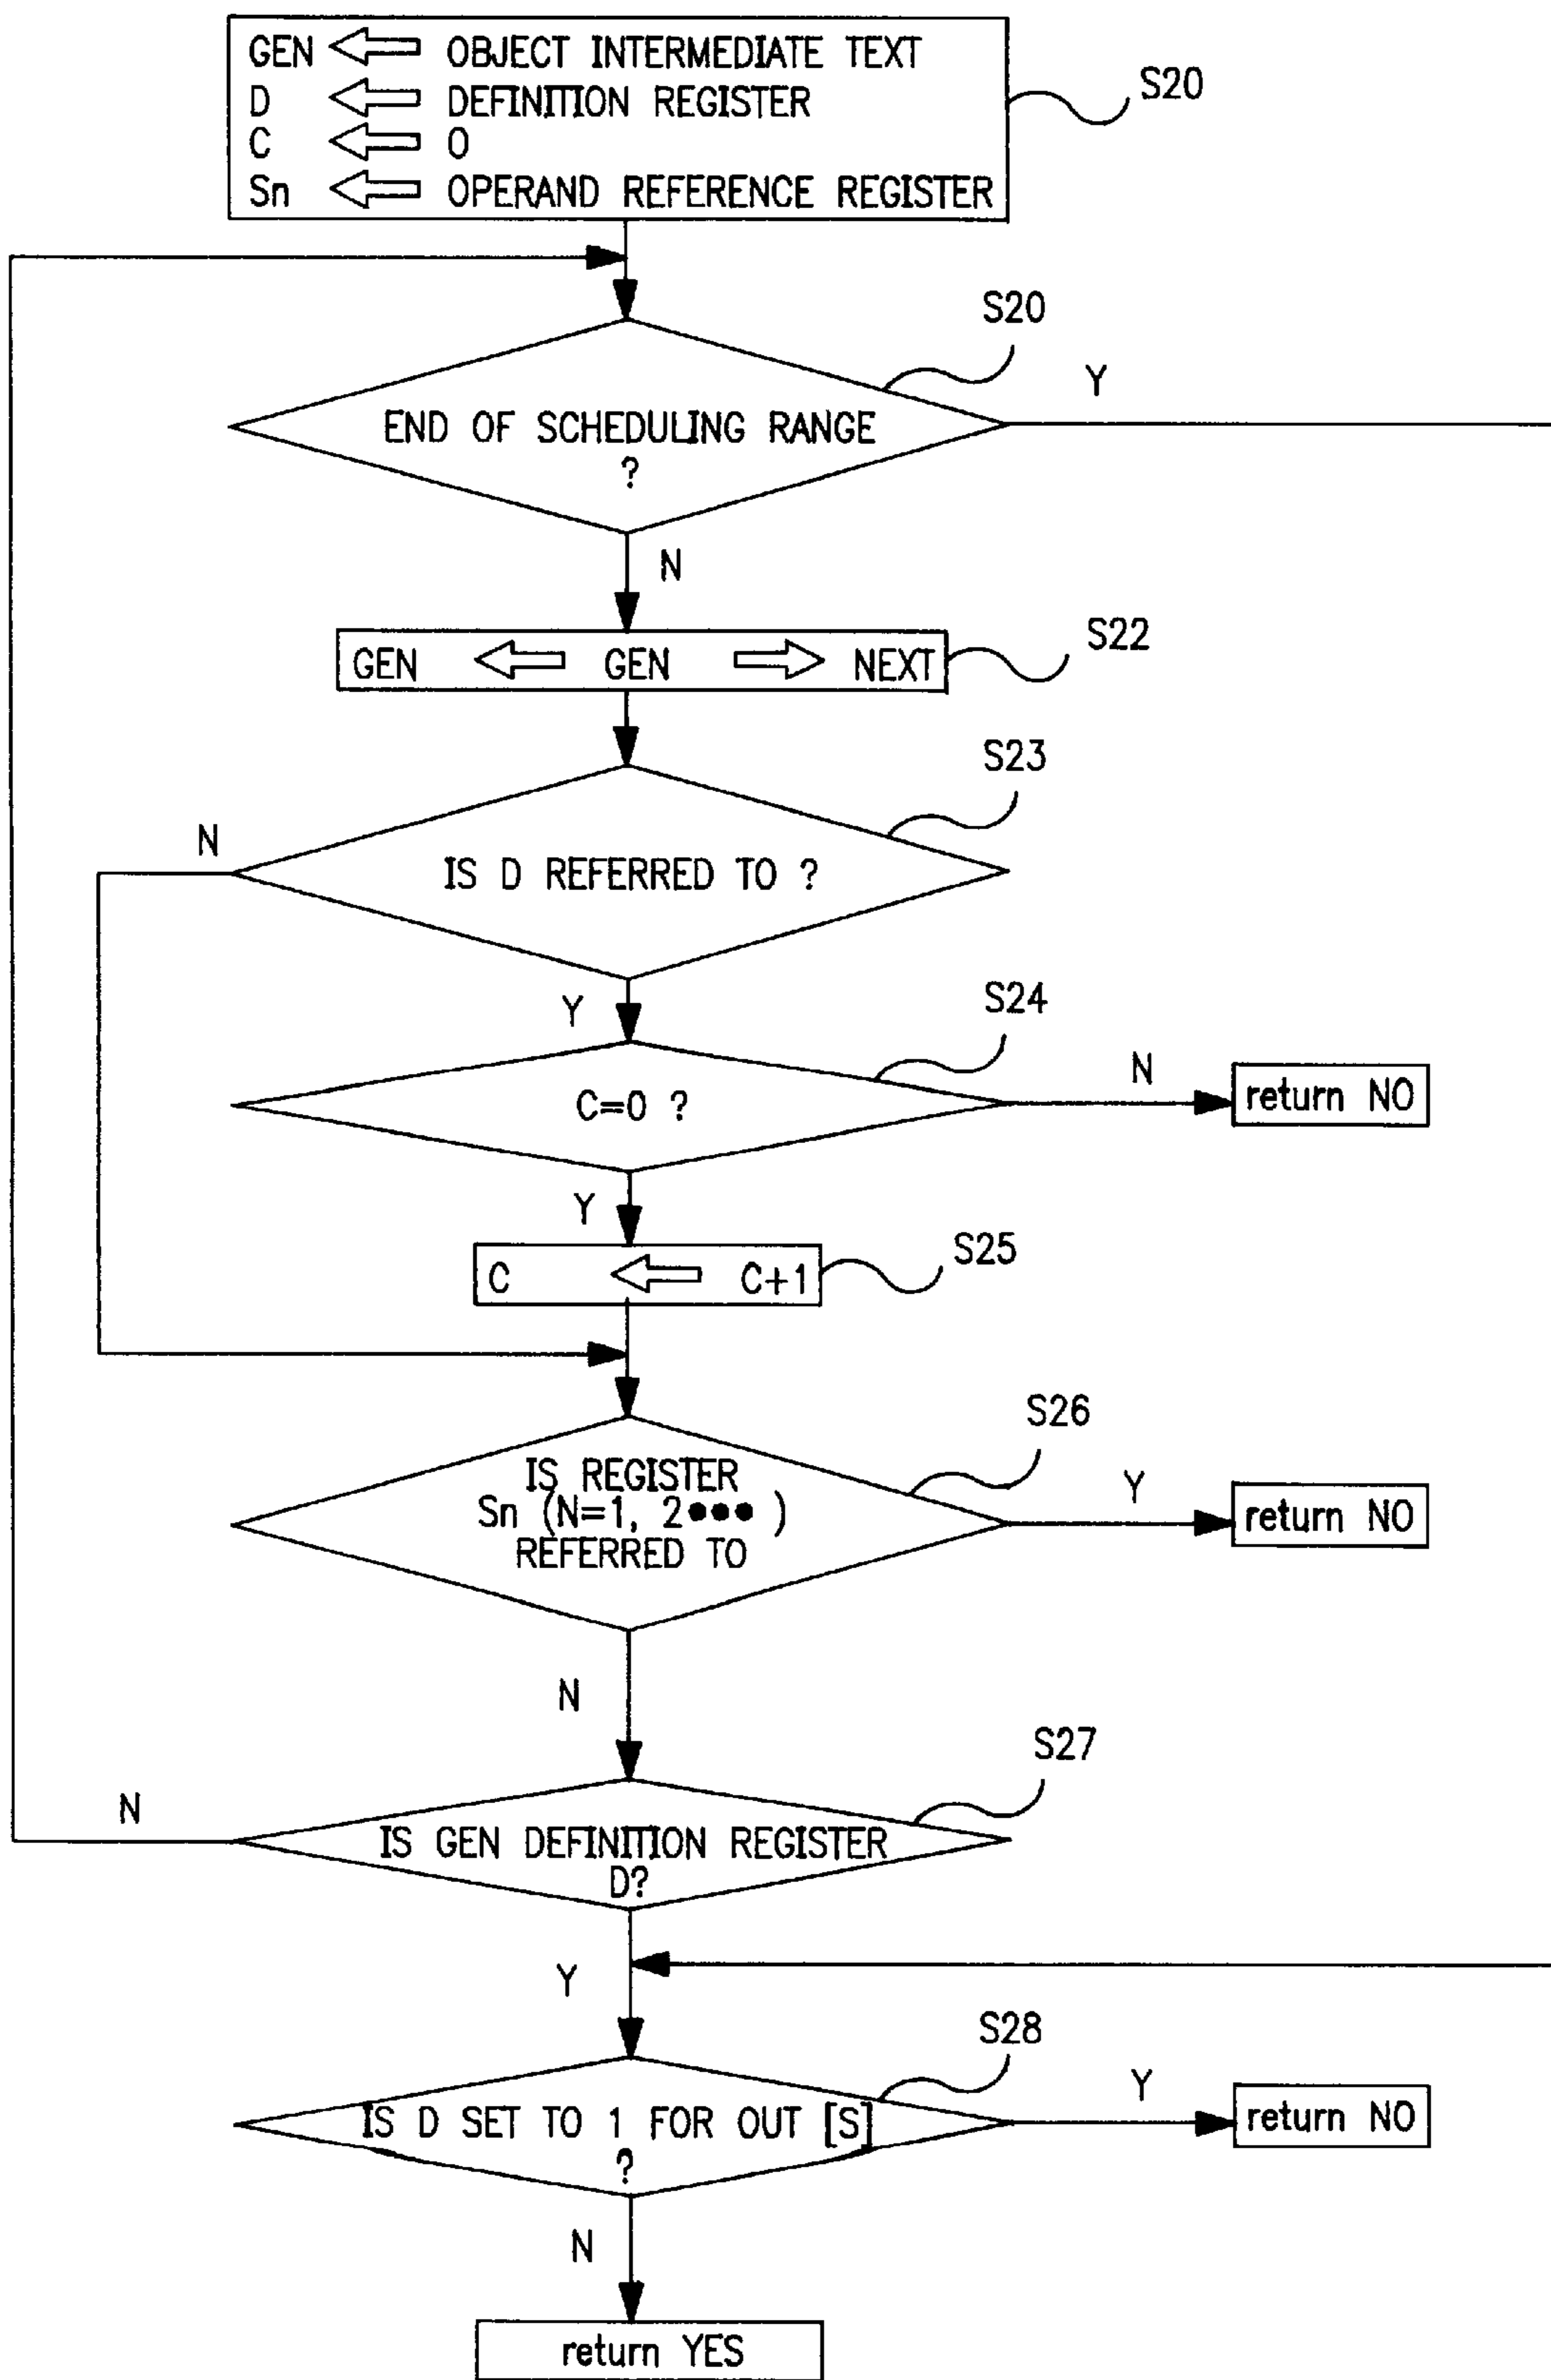 GEN ⇐ OBJECT INTERMEDIATE TEXT
D ⇐ DEFINITION REGISTER
C ⇐ 0
Sn ⇐ OPERAND REFERENCE REGISTER
S20
S20
END OF SCHEDULING RANGE
?
Y
N
GEN ⇐ GEN ⇒ NEXT
S22
S23
IS D REFERRED TO ?
N
Y
S24
C=0 ?
N
return NO
Y
C ⇐ C+1
S25
S26
IS REGISTER
Sn (N=1, 2●●● )
REFERRED TO
Y
return NO
N
S27
IS GEN DEFINITION REGISTER
D?
N
Y
S28
IS D SET TO 1 FOR OUT [S]
?
Y
return NO
N
return YES